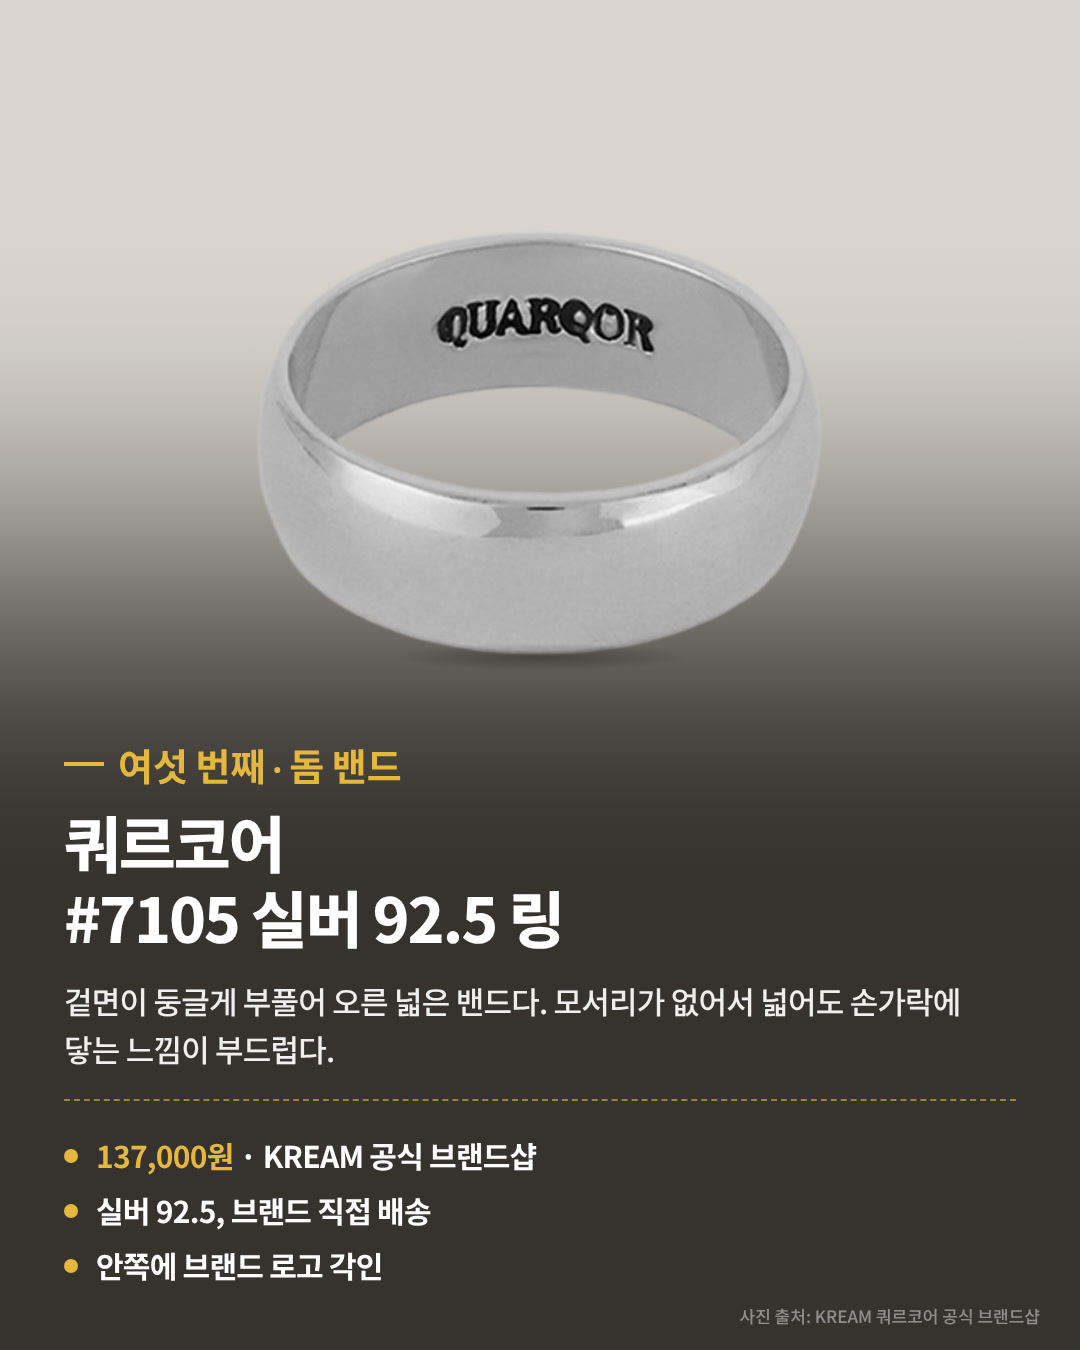 QUARQOR
여섯 번째 · 돔 밴드
쿼르코어
#7105 실버 92.5 링
겉면이 둥글게 부풀어 오른 넓은 밴드다. 모서리가 없어서 넓어도 손가락에
닿는 느낌이 부드럽다.
137,000원 · KREAM 공식 브랜드샵
실버 92.5, 브랜드 직접 배송
안쪽에 브랜드 로고 각인
사진 출처: KREAM 쿼르코어 공식 브랜드샵